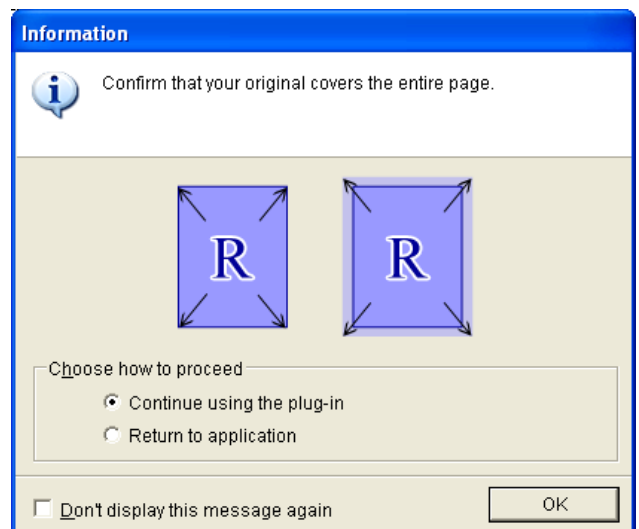 Information
Confirm that your original covers the entire page.
R R
Choose how to proceed
Continue using the plug-in
Return to application
Don't display this message again
OK